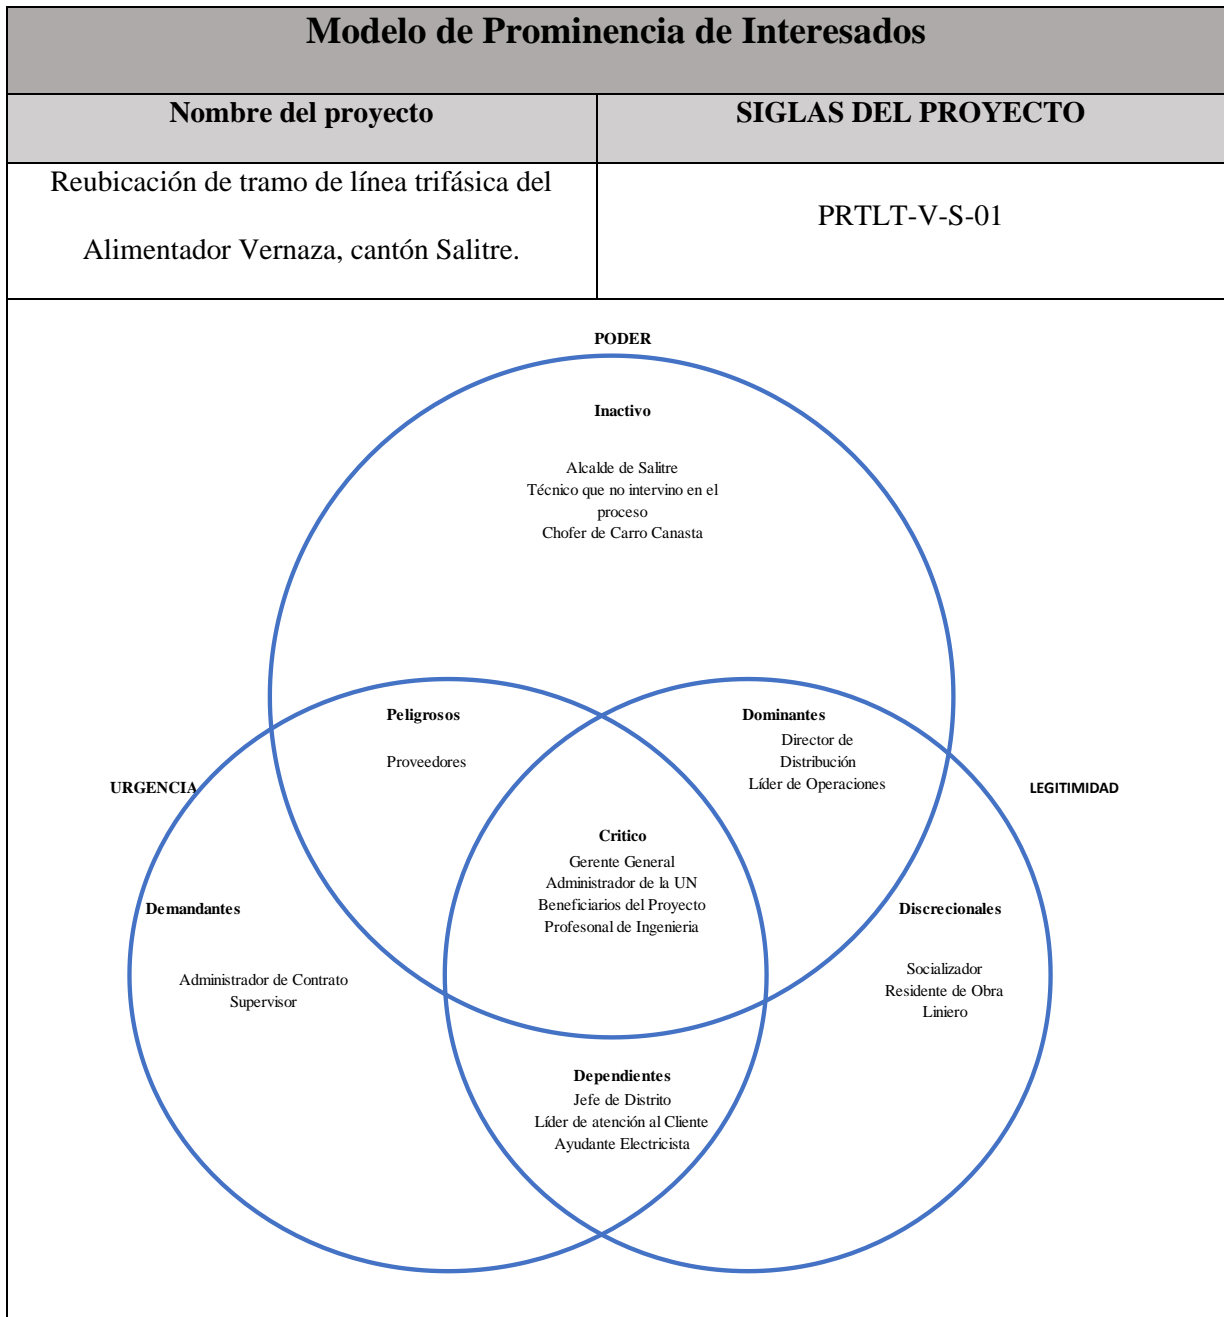 Modelo de Prominencia de Interesados
Nombre del proyecto
SIGLAS DEL PROYECTO
Reubicación de tramo de línea trifásica del
Alimentador Vernaza, cantón Salitre.
PRTLT-V-S-01
PODER
Inactivo
Alcalde de Salitre
Técnico que no intervino en el
proceso
Chofer de Carro Canasta
Peligrosos
Proveedores
Dominantes
Director de
Distribución
Líder de Operaciones
URGENCIA
LEGITIMIDAD
Critico
Gerente General
Administrador de la UN
Beneficiarios del Proyecto
Profesional de Ingenieria
Demandantes
Administrador de Contrato
Supervisor
Discrecionales
Socializador
Residente de Obra
Liniero
Dependientes
Jefe de Distrito
Líder de atención al Cliente
Ayudante Electricista